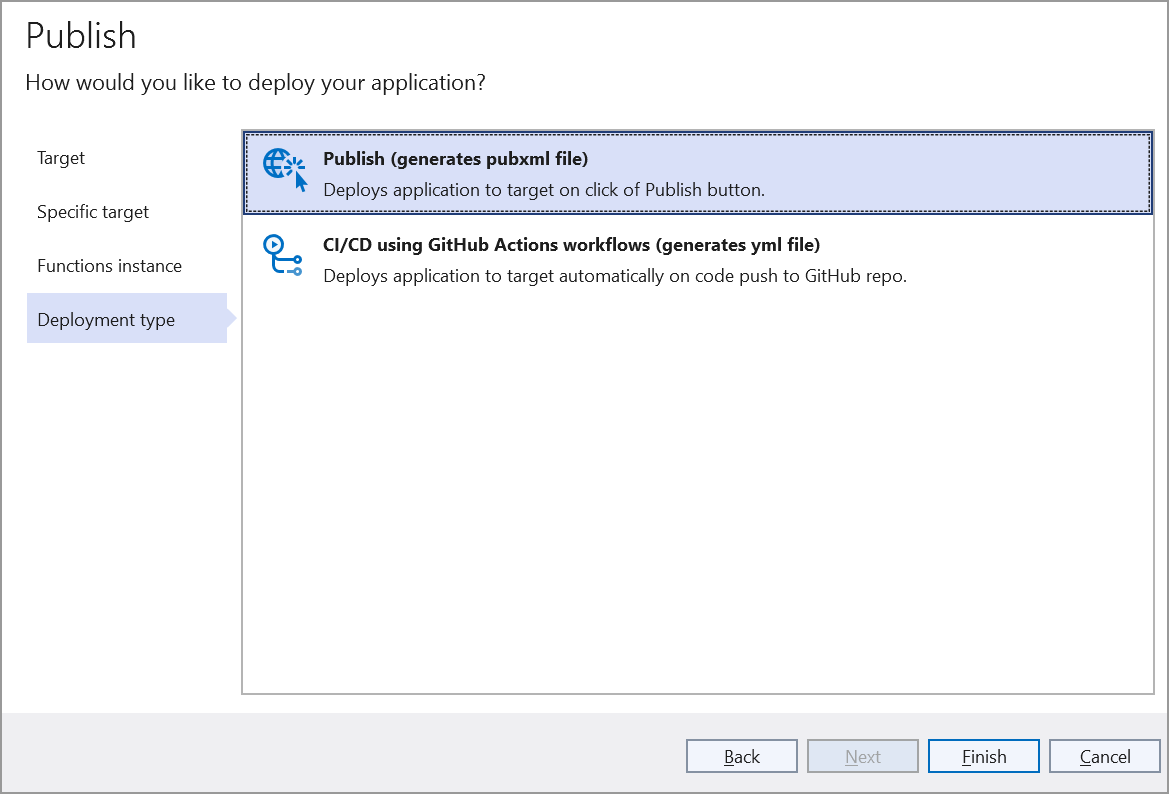 Publish
How would you like to deploy your application?
Target
Specific target
Functions instance
Deployment type
Publish (generates pubxml file)
Deploys application to target on click of Publish button.
CI/CD using GitHub Actions workflows (generates yml file)
Deploys application to target automatically on code push to GitHub repo.
Back
Next
Finish
Cancel